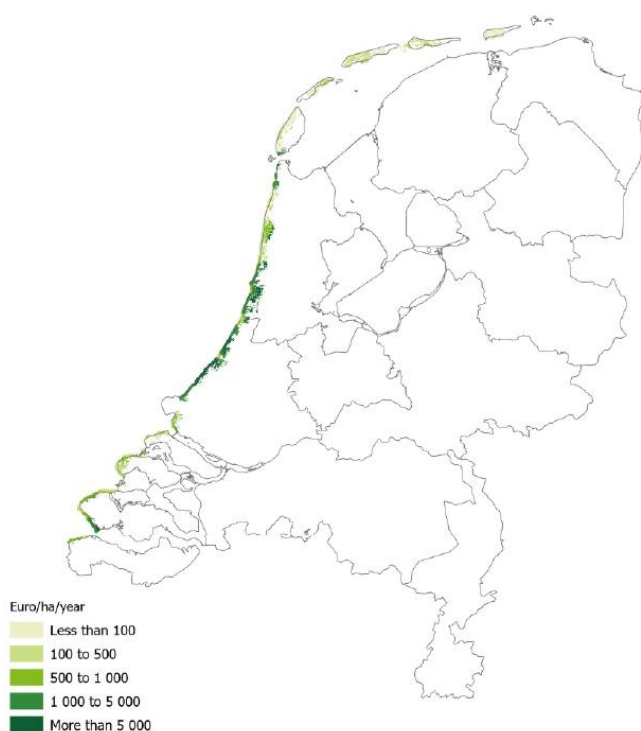 Euro/ha/year
Less than 100
100 to 500
500 to 1 000
1 000 to 5 000
More than 5 000